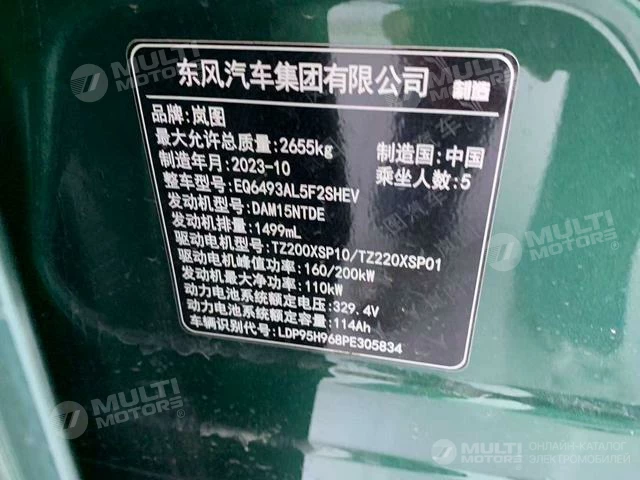 东风汽车集团有限公司 制造
品牌:岚图
最大允许总质量:2655kg 制造国:中国
制造年月:2023-10 乘坐人数:5
整车型号:EQ6493AL5F2SHEV
发动机型号:DAM15NTDE
发动机排量:1499mL
驱动电机型号:TZ200XSP10/TZ220XSP01
驱动电机峰值功率:160/200kW
发动机最大净功率:110kW
动力电池系统额定电压:329.4V
动力电池系统额定容量:114Ah
车辆识别代号:LDP95H968PE305834
MULTI MOTORS
MULTI MOTORS
MULTI MOTORS
MULTI MOTORS
MULTI MOTORS ОНЛАЙН-КАТАЛОГ ЭЛЕКТРОМОБИЛЕЙ